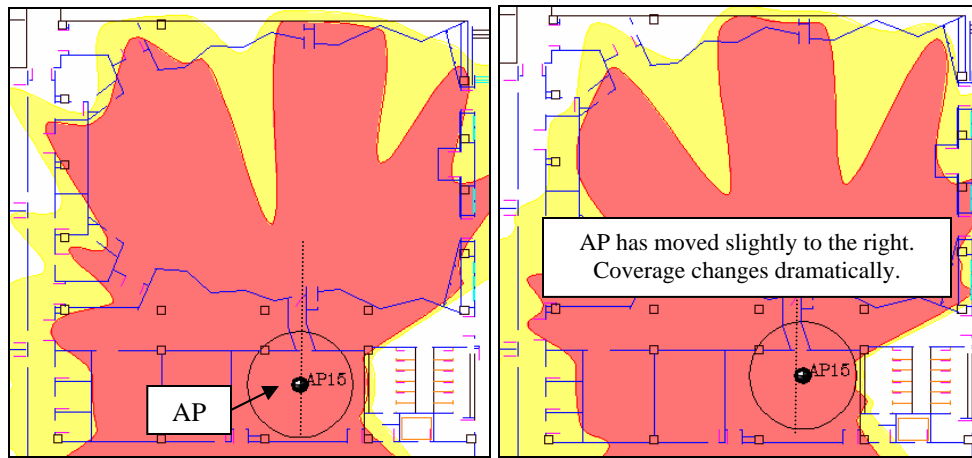 AP
AP15
AP has moved slightly to the right.
Coverage changes dramatically.
AP15